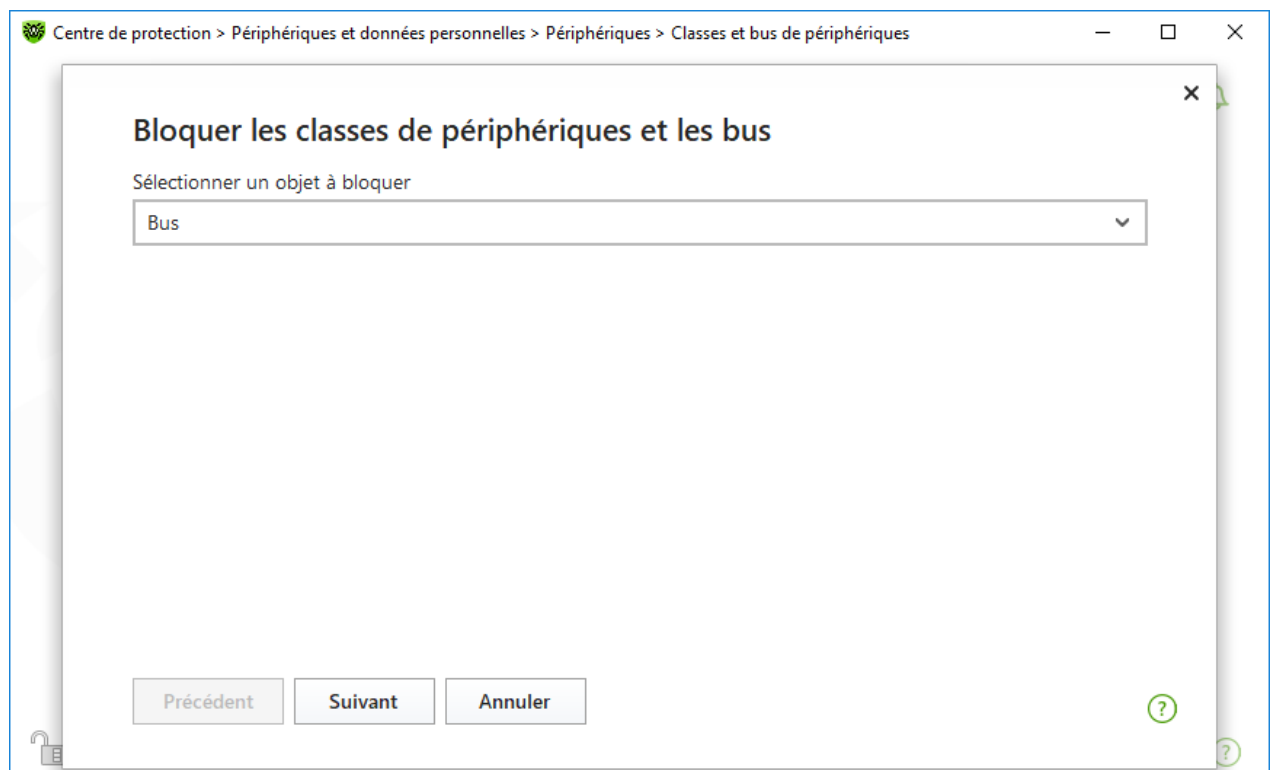 Centre de protection > Périphériques et données personnelles > Périphériques > Classes et bus de périphériques
Bloquer les classes de périphériques et les bus
Sélectionner un objet à bloquer
Bus
Précédent Suivant Annuler ?
?